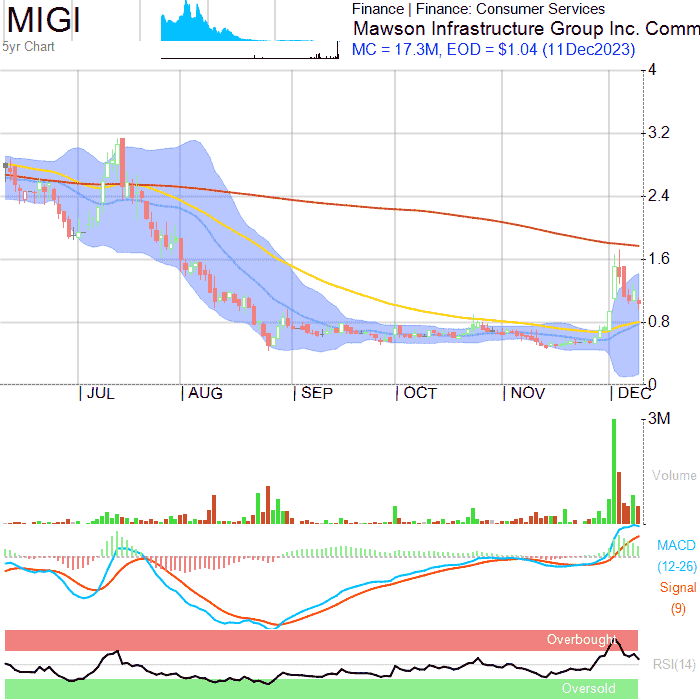 MIGI
5yr Chart
Finance | Finance: Consumer Services
Mawson Infrastructure Group Inc. Comm
MC = 17.3M, EOD = $1.04 (11Dec2023)
4
3.2
2.4
1.6
0.8
0
JUL AUG SEP OCT NOV DEC
3M
Volume
MACD
(12-26)
Signal
(9)
Overbought
RSI(14)
Oversold